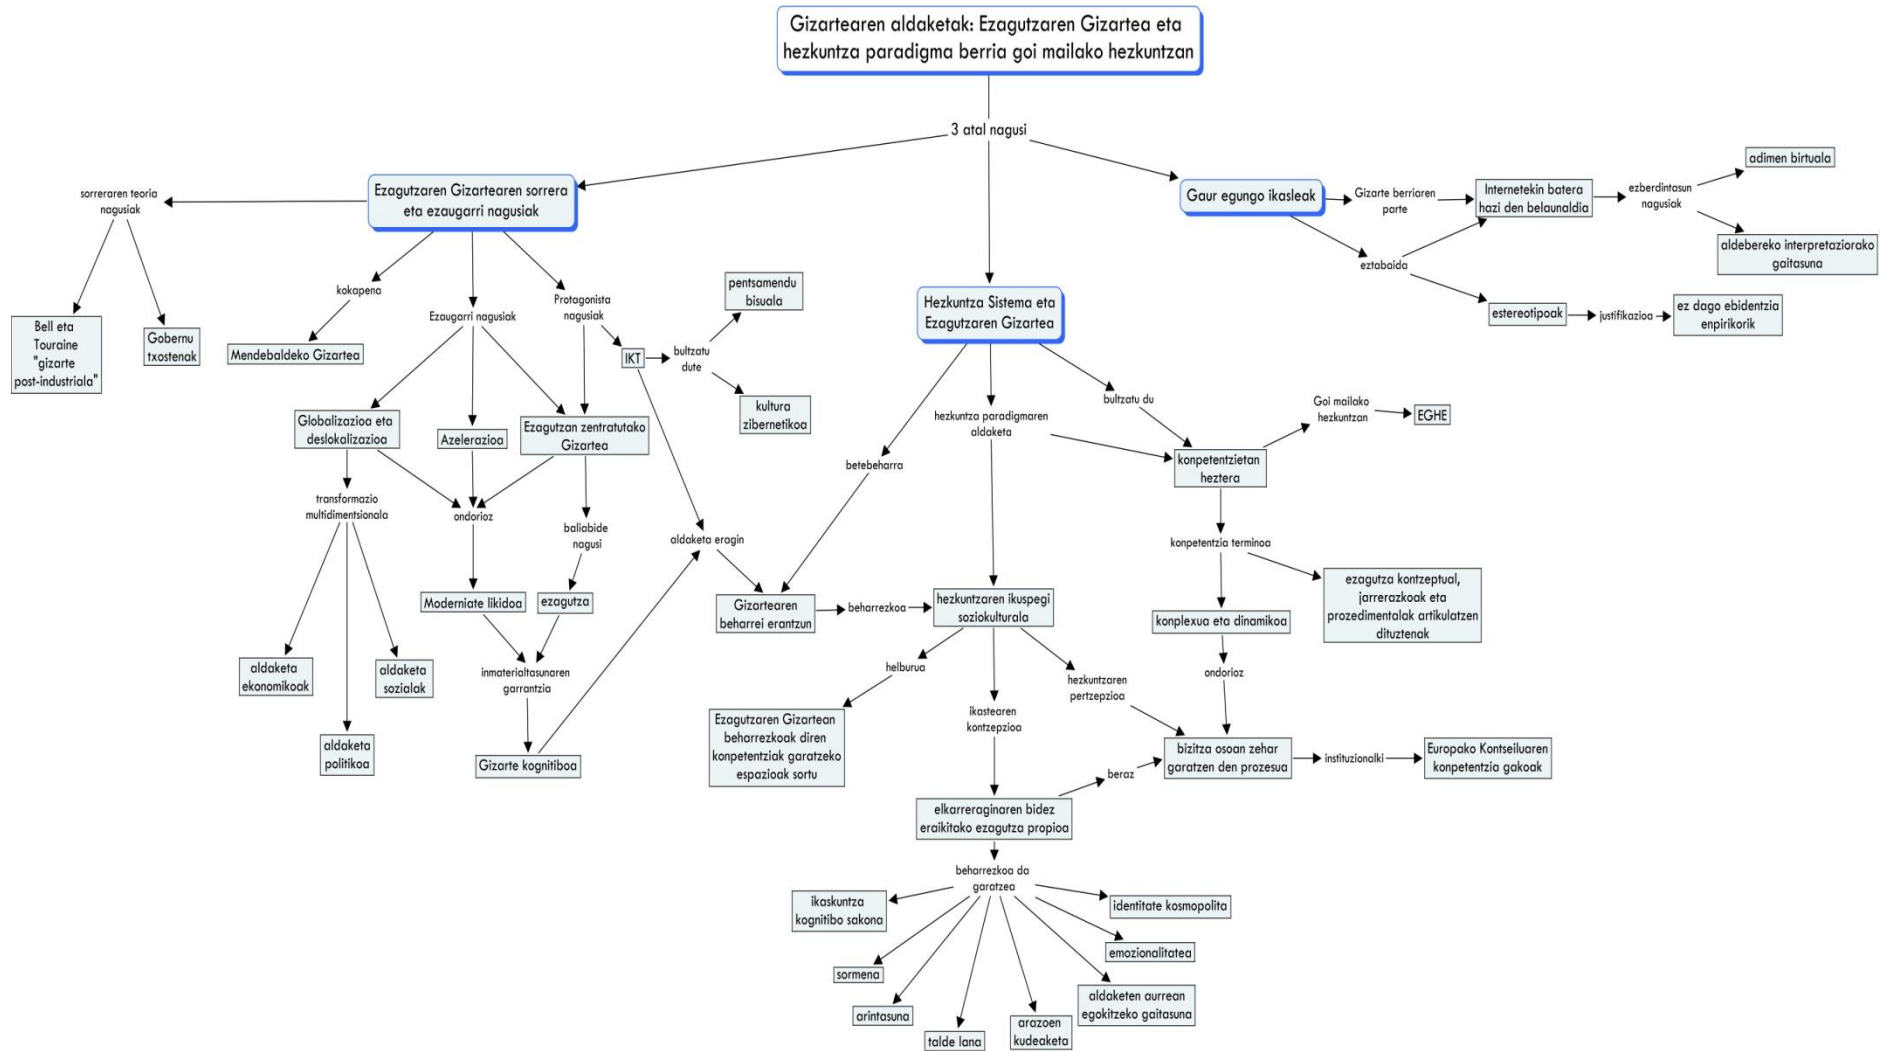 Gizartearen aldaketak: Ezagutzaren Gizartea eta
hezkuntza paradigma berria goi mailako hezkuntzan
3 atal nagusi
Ezagutzaren Gizartearen sorrera
eta ezaugarri nagusiak
sorreraren teoria
nagusiak
Bell eta
Touraine
"gizarte
post-industriala"
Gobernu
txostenak
kokapena
Mendebaldeko Gizartea
Ezaugarri nagusiak
Protagonista
nagusiak
IKT
bultzatu
dute
pentsamendu
bisuala
kultura
zibernetikoa
Globalizazioa eta
deslokalizazioa
Azelerazioa
Ezagutzan zentratutako
Gizartea
transformazio
multidimentsionala
ondorioz
baliabide
nagusi
aldaketa
ekonomikoak
aldaketa
politikoa
aldaketa
sozialak
Moderniate likidoa
ezagutza
inmaterialtasunaren
garrantzia
Gizarte kognitiboa
aldaketa eragin
Hezkuntza Sistema eta
Ezagutzaren Gizartea
betebeharra
hezkuntza paradigmaren
aldaketa
bultzatu du
konpetentzietan
heztera
Goi mailako
hezkuntzan
EGHE
konpetentzia terminoa
konplexua eta dinamikoa
ezagutza kontzeptual,
jarrerazkoak eta
prozedimentalak artikulatzen
dituztenak
ondorioz
Gizartearen
beharrei erantzun
beharrezkoa
hezkuntzaren ikuspegi
soziokulturala
helburua
Ezagutzaren Gizartean
beharrezkoak diren
konpetentziak garatzeko
espazioak sortu
ikastearen
kontzepzioa
hezkuntzaren
pertzepzioa
bizitza osoan zehar
garatzen den prozesua
institutionalki
Europako Kontseiluaren
konpetentzia gakoak
elkarreraginaren bidez
eraikitako ezagutza propioa
beraz
beharrezkoa da
garatzea
ikaskuntza
kognitibo sakona
sormena
arintasuna
talde lana
arazoen
kudeaketa
aldaketen aurrean
egokitzeko gaitasuna
emozionalitatea
identitate kosmopolita
Gaur egungo ikasleak
Gizarte berriaren
parte
Internetekin batera
hazi den belaunaldia
ezberdintasun
nagusiak
adimen birtuala
aldebereko interpretaziorako
gaitasuna
eztabaida
estereotipoak
justifikazioa
ez dago ebidentzia
enpirikorik